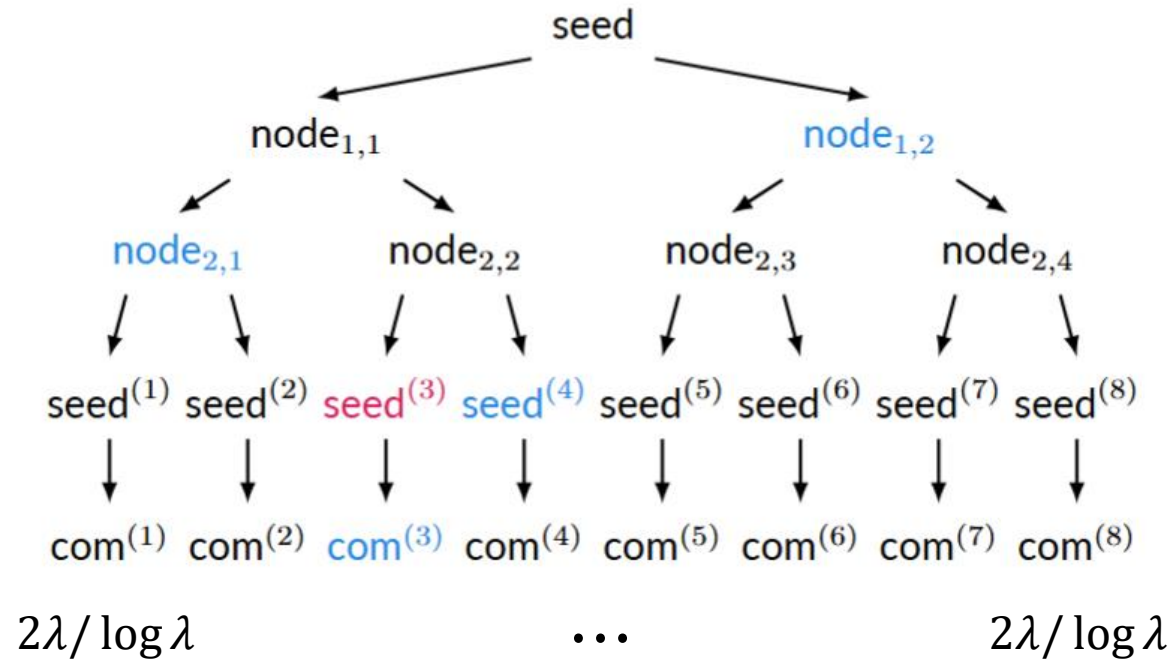 seed
node₁,₁ node₁,₂
node₂,₁ node₂,₂ node₂,₃ node₂,₄
seed⁽¹⁾ seed⁽²⁾ seed⁽³⁾ seed⁽⁴⁾ seed⁽⁵⁾ seed⁽⁶⁾ seed⁽⁷⁾ seed⁽⁸⁾
com⁽¹⁾ com⁽²⁾ com⁽³⁾ com⁽⁴⁾ com⁽⁵⁾ com⁽⁶⁾ com⁽⁷⁾ com⁽⁸⁾
2λ/ log λ ... 2λ/ log λ